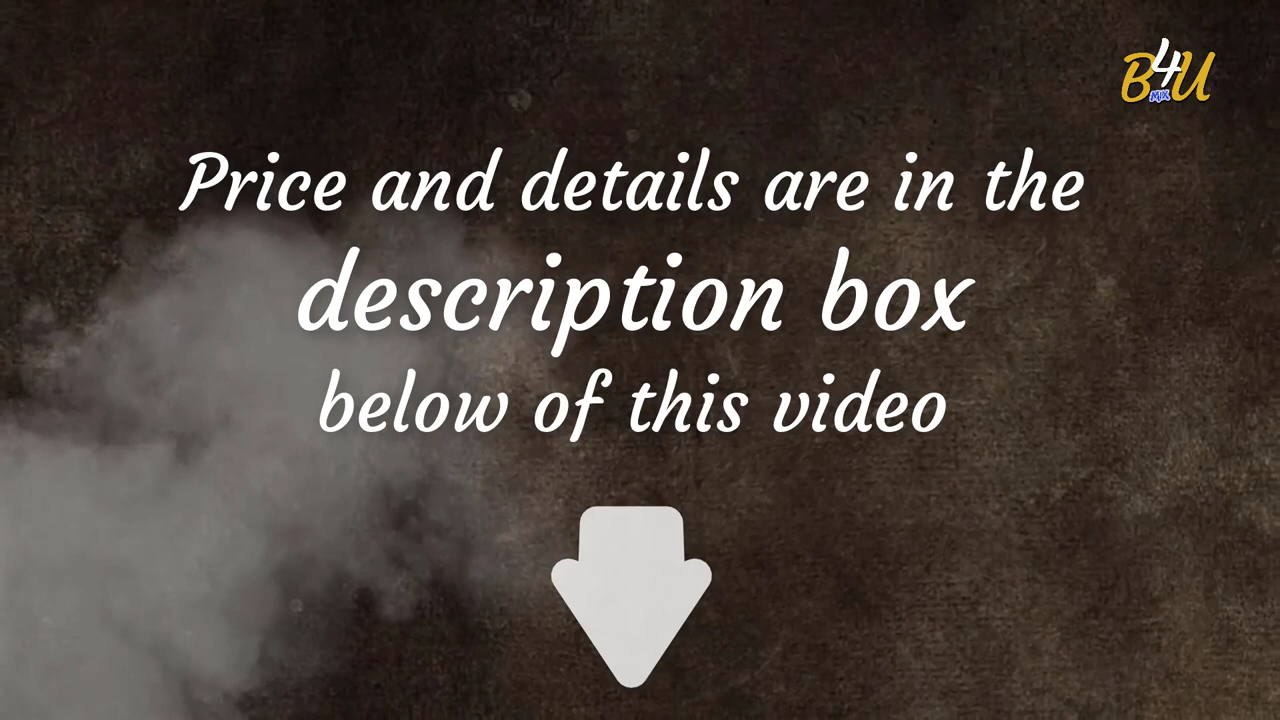 B4U
MIX
Price and details are in the
description box
below of this video